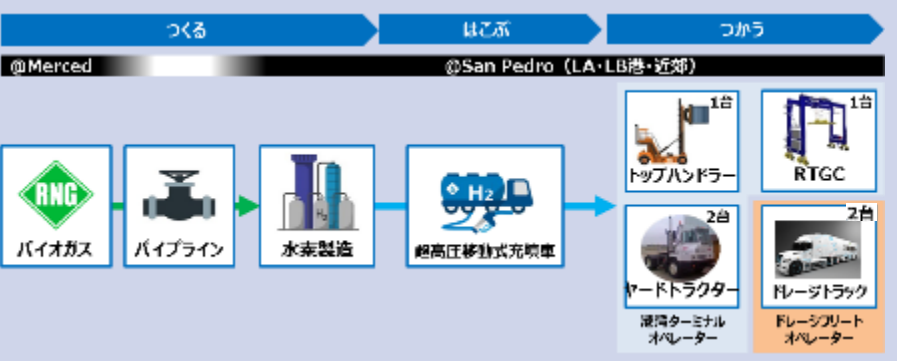 つくる
はこぶ
つかう
@Merced
@San Pedro（LA・LB港・近郊）
RNG
バイオガス
パイプライン
H₂
水素製造
H2
超高圧移動式充填車
1台
トップハンドラー
1台
RTGC
2台
ヤードトラクター
2台
ドレージトラック
港湾ターミナル
オペレーター
ドレージフリート
オペレーター